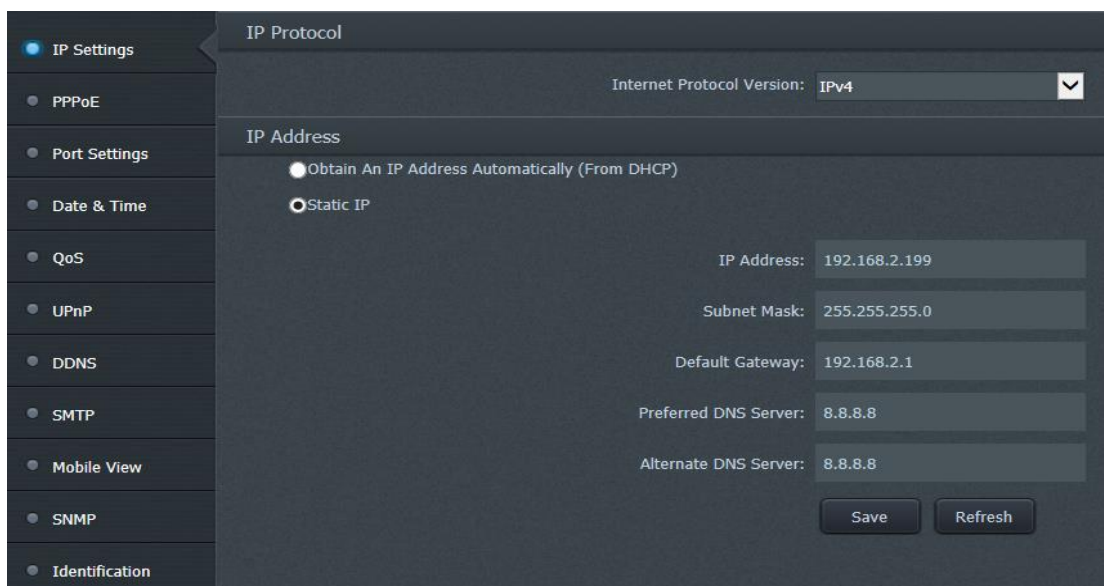 IP Settings
PPPoE
Port Settings
Date & Time
QoS
UPnP
DDNS
SMTP
Mobile View
SNMP
Identification
IP Protocol
Internet Protocol Version: IPv4
IP Address
Obtain An IP Address Automatically (From DHCP)
Static IP
IP Address: 192.168.2.199
Subnet Mask: 255.255.255.0
Default Gateway: 192.168.2.1
Preferred DNS Server: 8.8.8.8
Alternate DNS Server: 8.8.8.8
Save Refresh